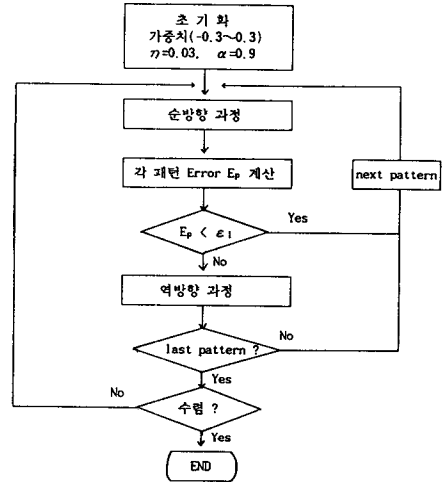 초 기 화
가중치(-0.3~0.3)
η=0.03, α=0.9
순방향 과정
각 패턴 Error Eₚ 계산
next pattern
Eₚ < ε₁
Yes
No
역방향 과정
last pattern ?
No
Yes
수렴 ?
No
Yes
END